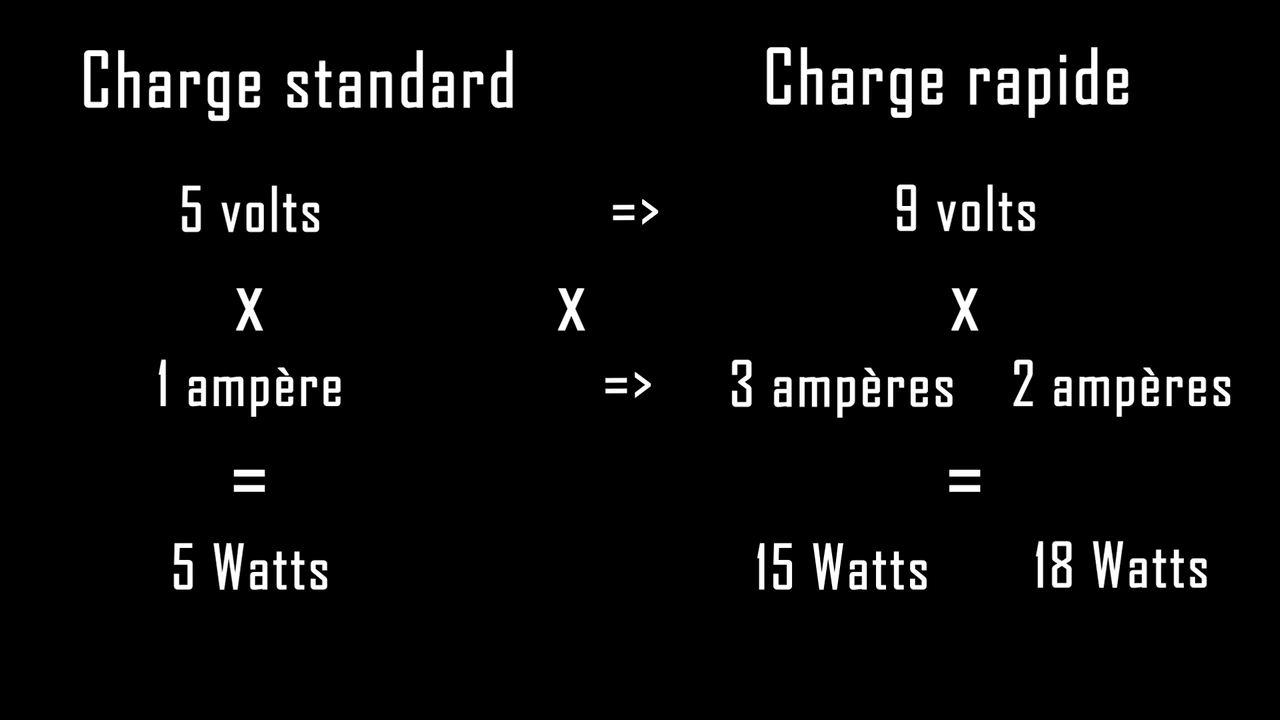 Charge standard Charge rapide
5 volts => 9 volts
X X X
1 ampère => 3 ampères 2 ampères
= =
5 Watts 15 Watts 18 Watts